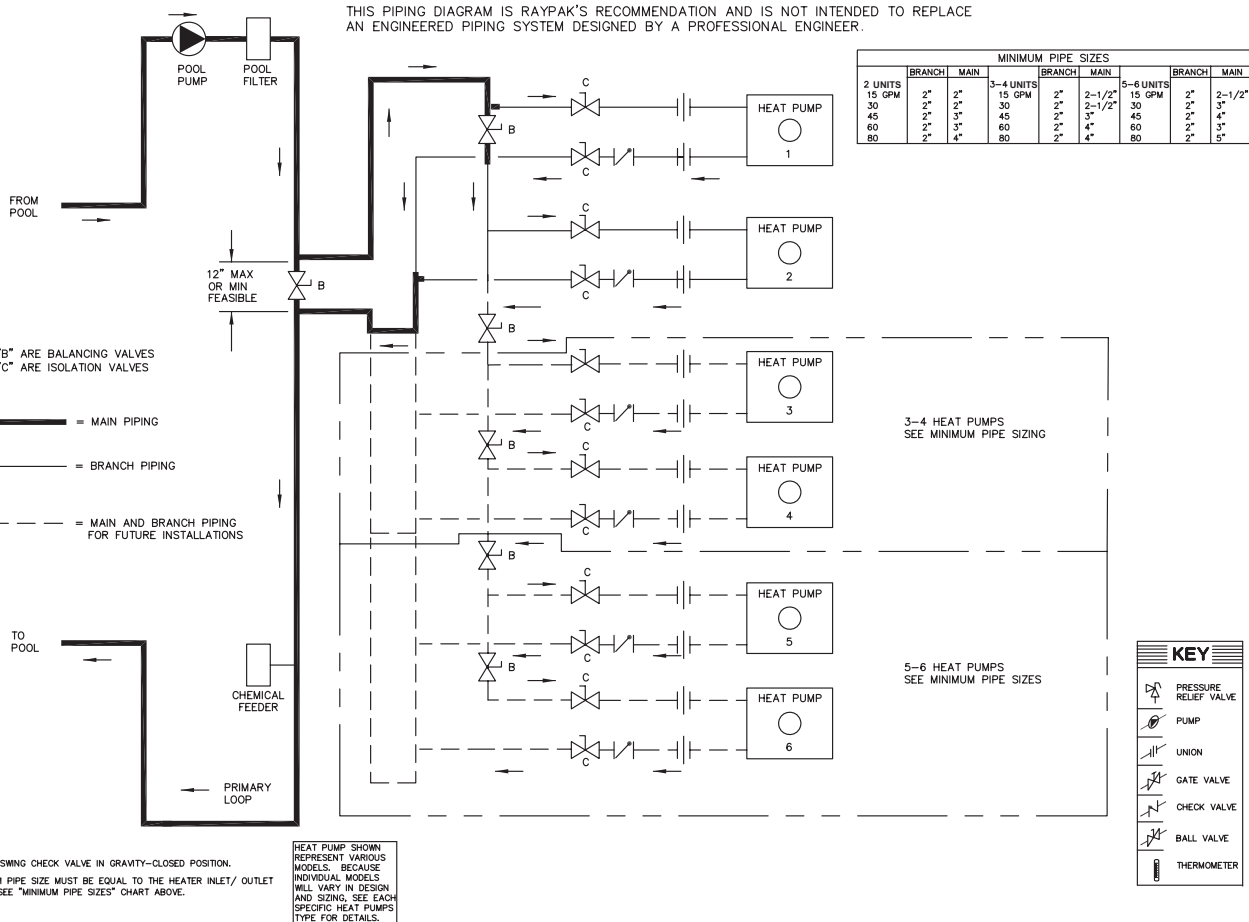 THIS PIPING DIAGRAM IS RAYPAK'S RECOMMENDATION AND IS NOT INTENDED TO REPLACE
AN ENGINEERED PIPING SYSTEM DESIGNED BY A PROFESSIONAL ENGINEER.
POOL
PUMP
POOL
FILTER
MINIMUM PIPE SIZES
BRANCH MAIN BRANCH MAIN BRANCH MAIN
2 UNITS 3-4 UNITS 5-6 UNITS
15 GPM 2" 2" 15 GPM 2" 2-1/2" 15 GPM 2" 2-1/2"
30 2" 2" 30 2" 2-1/2" 30 2" 3"
45 2" 3" 45 2" 3" 45 2" 4"
60 2" 3" 60 2" 4" 60 2" 3"
80 2" 4" 80 2" 4" 80 2" 5"
FROM
POOL
12" MAX
OR MIN
FEASIBLE
B
B
C
C
HEAT PUMP
1
C
C
HEAT PUMP
2
B
"B" ARE BALANCING VALVES
"C" ARE ISOLATION VALVES
= MAIN PIPING
= BRANCH PIPING
= MAIN AND BRANCH PIPING
FOR FUTURE INSTALLATIONS
C
C
HEAT PUMP
3
3-4 HEAT PUMPS
SEE MINIMUM PIPE SIZING
B
C
C
HEAT PUMP
4
B
C
C
HEAT PUMP
5
5-6 HEAT PUMPS
SEE MINIMUM PIPE SIZES
B
C
C
HEAT PUMP
6
TO
POOL
CHEMICAL
FEEDER
PRIMARY
LOOP
KEY
PRESSURE
RELIEF VALVE
PUMP
UNION
GATE VALVE
CHECK VALVE
BALL VALVE
THERMOMETER
SWING CHECK VALVE IN GRAVITY-CLOSED POSITION.
PIPE SIZE MUST BE EQUAL TO THE HEATER INLET/ OUTLET
SEE "MINIMUM PIPE SIZES" CHART ABOVE.
HEAT PUMP SHOWN
REPRESENT VARIOUS
MODELS. BECAUSE
INDIVIDUAL MODELS
WILL VARY IN DESIGN
AND SIZING, SEE EACH
SPECIFIC HEAT PUMPS
TYPE FOR DETAILS.